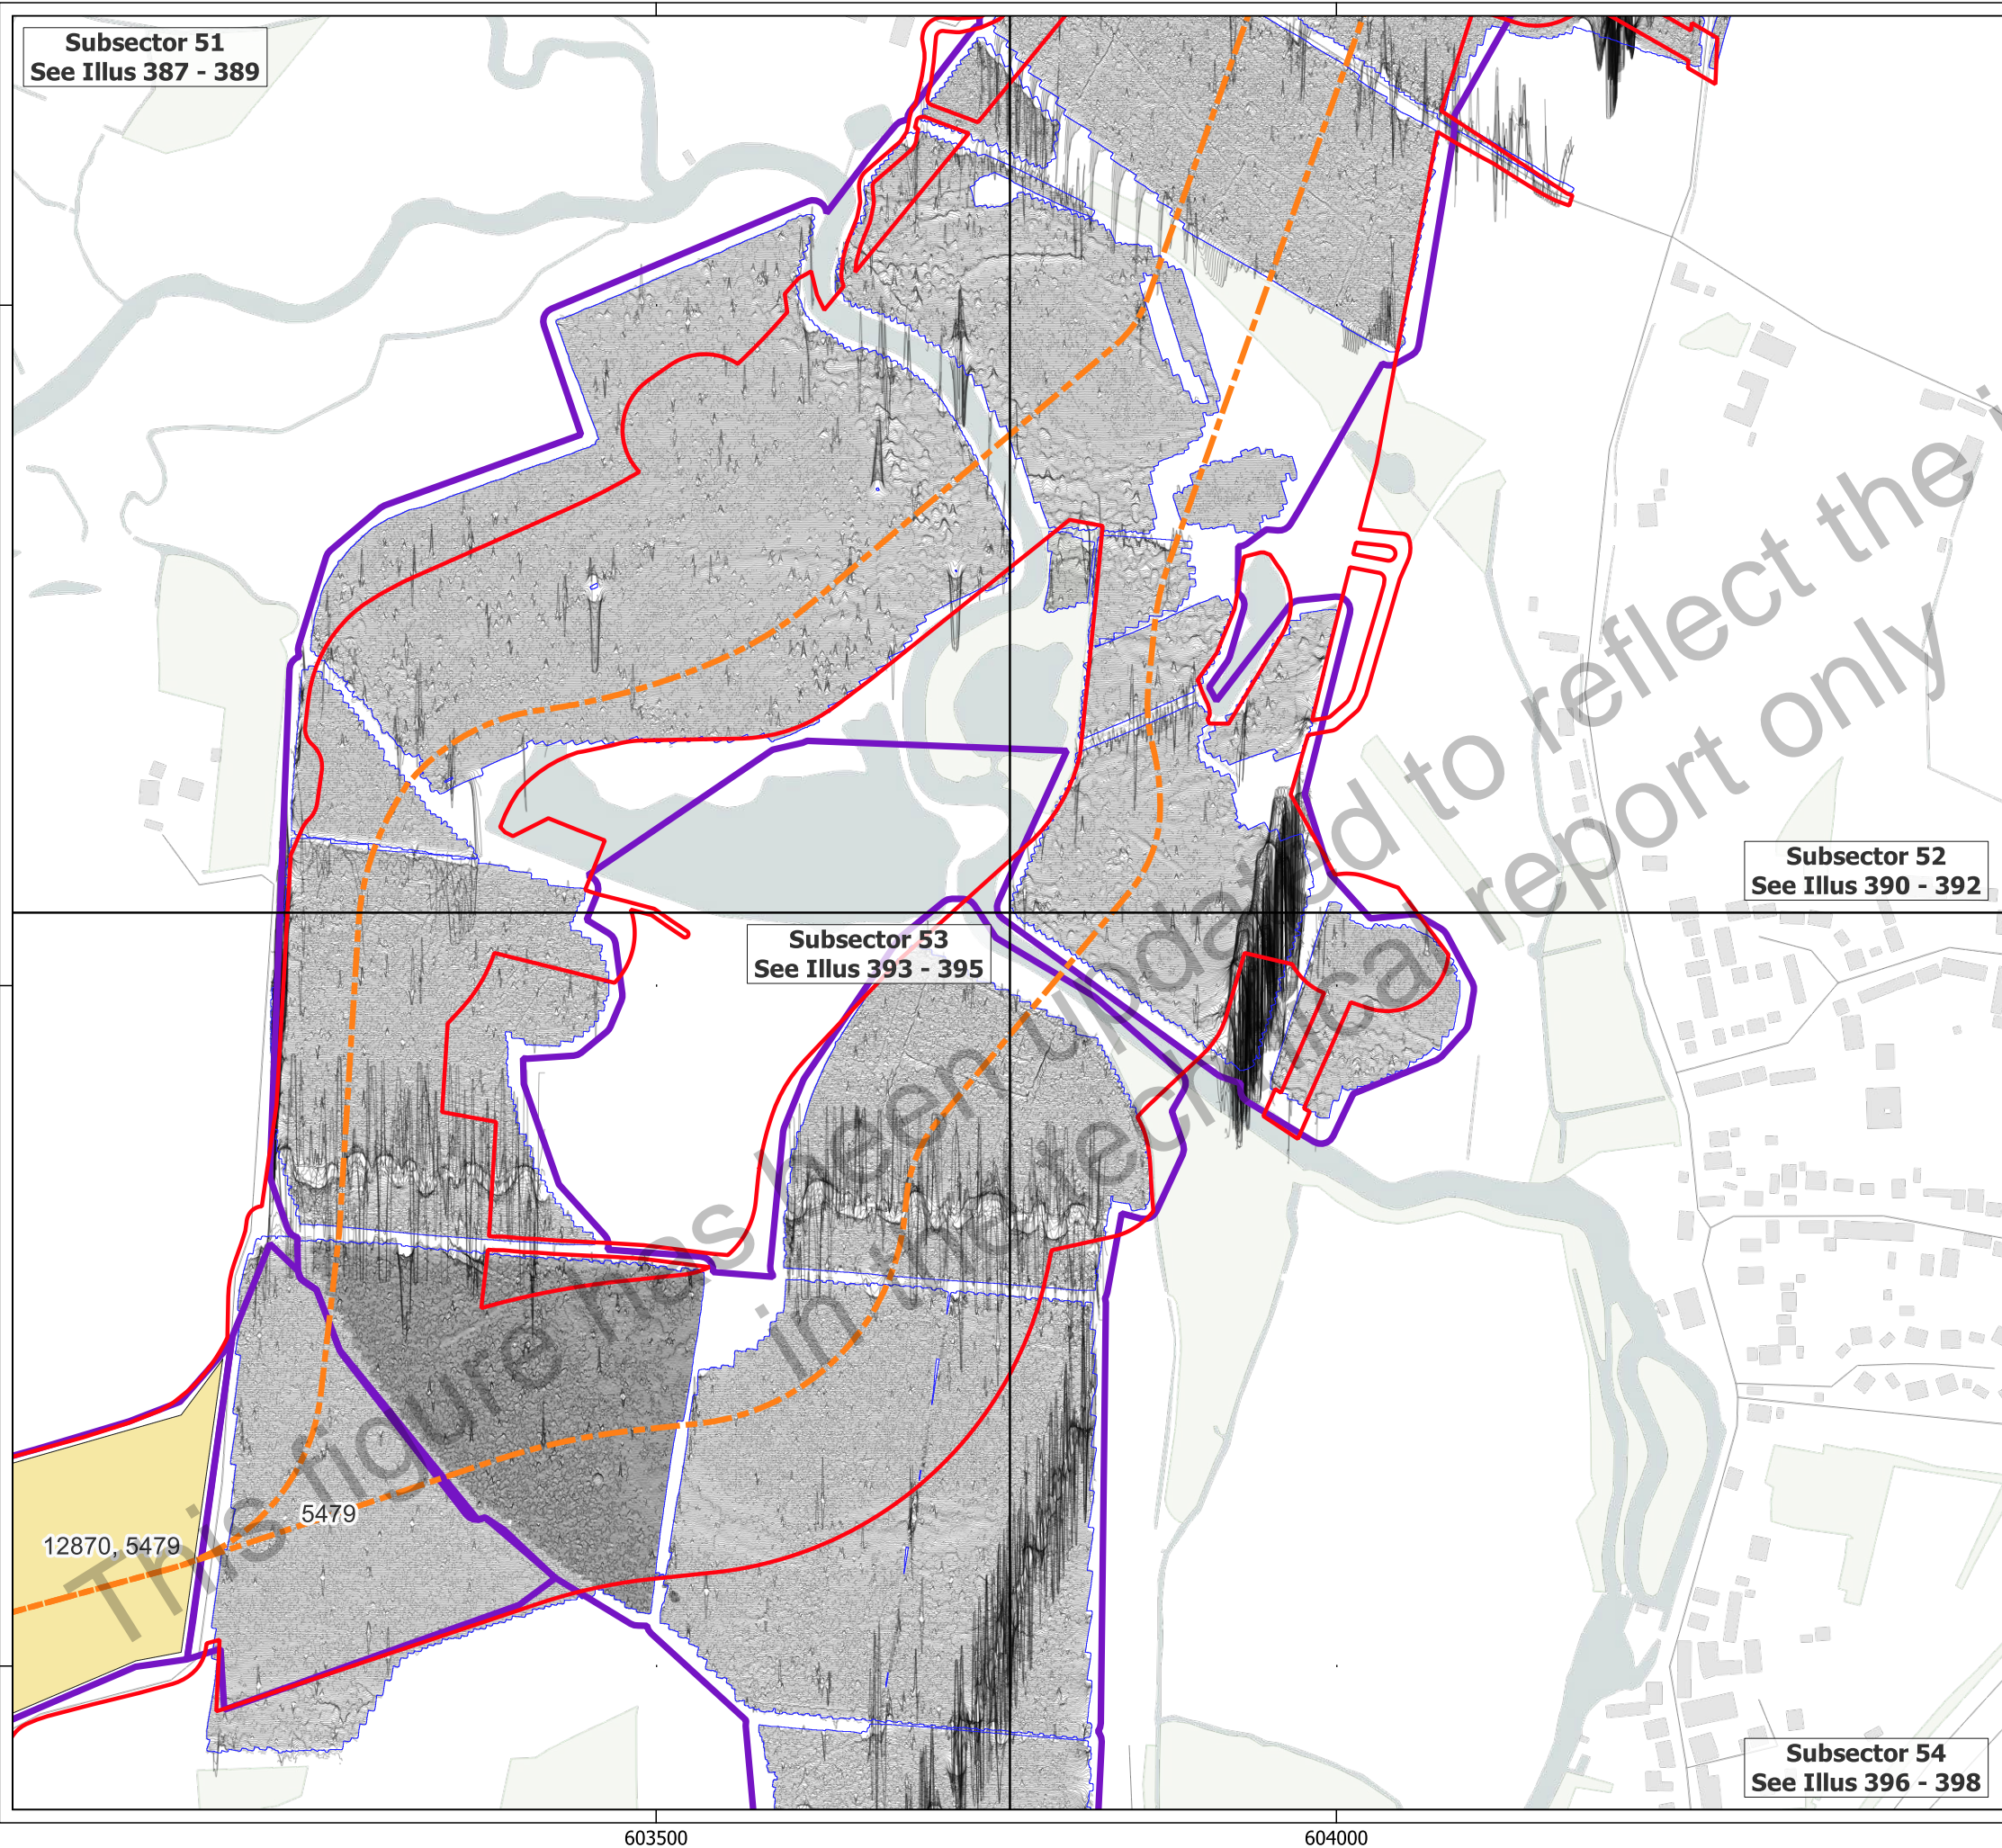 Subsector 51
See Illus 387 - 389
Subsector 52
See Illus 390 - 392
Subsector 53
See Illus 393 - 395
This figure has been updated to reflect the i
in the technical report only
5479
12870, 5479
Subsector 54
See Illus 396 - 398
603500
604000